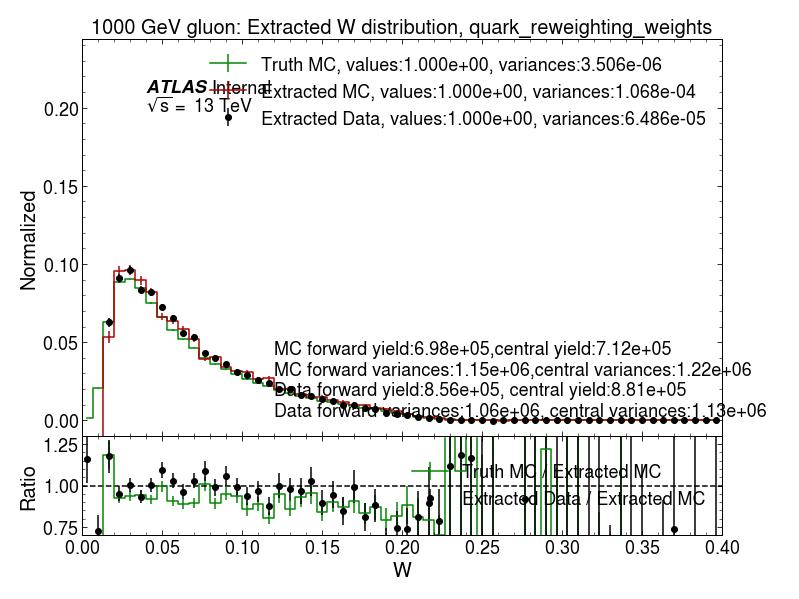 1000 GeV gluon: Extracted W distribution, quark_reweighting_weights
Truth MC, values:1.000e+00, variances:3.506e-06
ATLAS Internal
Extracted MC, values:1.000e+00, variances:1.068e-04
√s = 13 TeV
Extracted Data, values:1.000e+00, variances:6.486e-05
Normalized
0.20
0.15
0.10
0.05
0.00
MC forward yield:6.98e+05,central yield:7.12e+05
MC forward variances:1.15e+06,central variances:1.22e+06
Data forward yield:8.56e+05, central yield:8.81e+05
Data forward variances:1.06e+06, central variances:1.13e+06
Ratio
1.25
1.00
0.75
Truth MC / Extracted MC
Extracted Data / Extracted MC
0.00 0.05 0.10 0.15 0.20 0.25 0.30 0.35 0.40
W